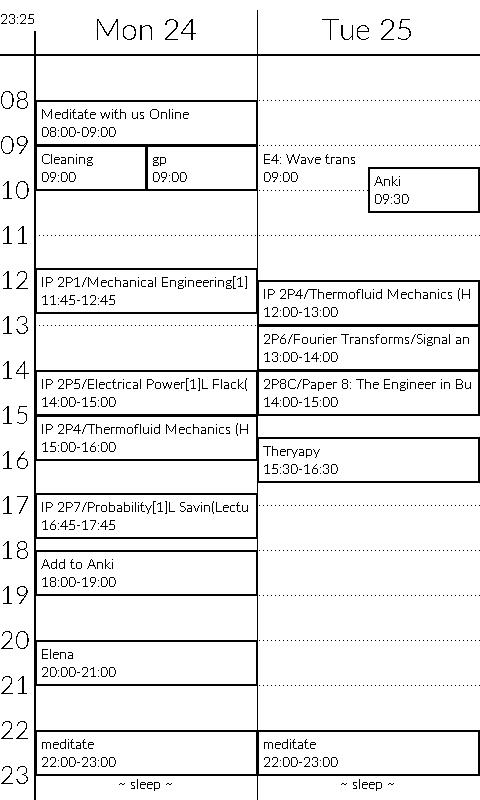 23:25
Mon 24
Tue 25
08
Meditate with us Online
08:00-09:00
09
Cleaning
09:00
gp
09:00
E4: Wave trans
09:00
Anki
09:30
10
11
12
IP 2P1/Mechanical Engineering[1]
11:45-12:45
IP 2P4/Thermofluid Mechanics (H
12:00-13:00
13
2P6/Fourier Transforms/Signal an
13:00-14:00
14
IP 2P5/Electrical Power[1]L Flack(
14:00-15:00
2P8C/Paper 8: The Engineer in Bu
14:00-15:00
15
IP 2P4/Thermofluid Mechanics (H
15:00-16:00
Theryapy
15:30-16:30
16
17
IP 2P7/Probability[1]L Savin(Lectu
16:45-17:45
18
Add to Anki
18:00-19:00
19
20
Elena
20:00-21:00
21
22
meditate
22:00-23:00
meditate
22:00-23:00
23
~ sleep ~
~ sleep ~